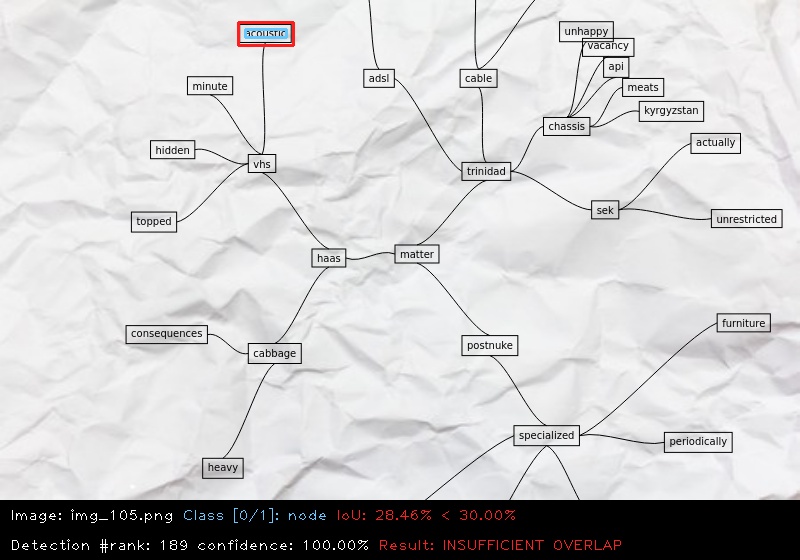 acoustic
unhappy
vacancy
api
minute
adsl
cable
meats
kyrgyzstan
chassis
actually
hidden
vhs
trinidad
topped
sek
unrestricted
haas
matter
consequences
furniture
postnuke
cabbage
specialized
periodically
heavy
Image: img_105.png Class [0/1]: node IoU: 28.46% < 30.00%
Detection #rank: 189 confidence: 100.00% Result: INSUFFICIENT OVERLAP